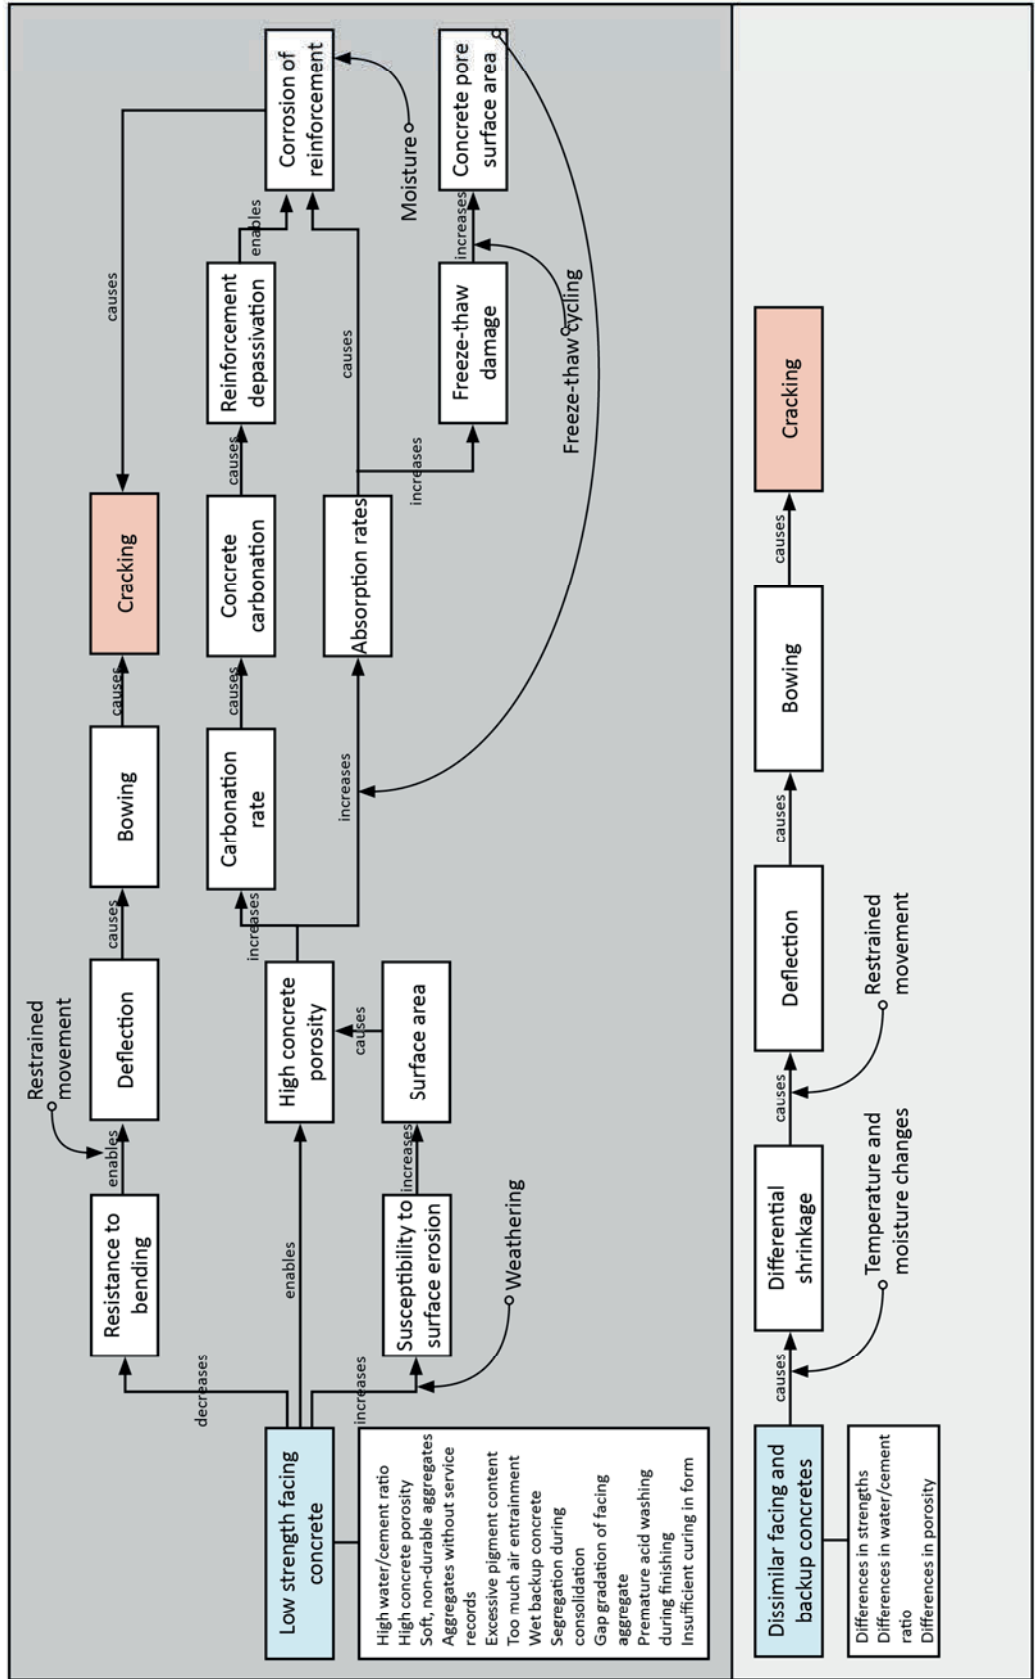 Restrained
movement
Resistance to
bending
enables
Deflection
causes
Bowing
causes
Cracking
causes
decreases
Low strength facing
concrete
enables
High concrete
porosity
increases
Carbonation
rate
causes
Concrete
carbonation
causes
Reinforcement
depassivation
enables
Corrosion of
reinforcement
Moisture
increases
Susceptibility to
surface erosion
increases
Surface area
causes
Weathering
increases
Absorption rates
causes
increases
Freeze-thaw
damage
increases
Concrete pore
surface area
Freeze-thaw cycling
High water/cement ratio
High concrete porosity
Soft, non-durable aggregates
Aggregates without service
records
Excessive pigment content
Too much air entrainment
Wet backup concrete
Segregation during
consolidation
Gap gradation of facing
aggregate
Premature acid washing
during finishing
Insufficient curing in form
Dissimilar facing and
backup concretes
causes
Differential
shrinkage
causes
Deflection
causes
Bowing
causes
Cracking
Differences in strengths
Differences in water/cement
ratio
Differences in porosity
Temperature and
moisture changes
Restrained
movement